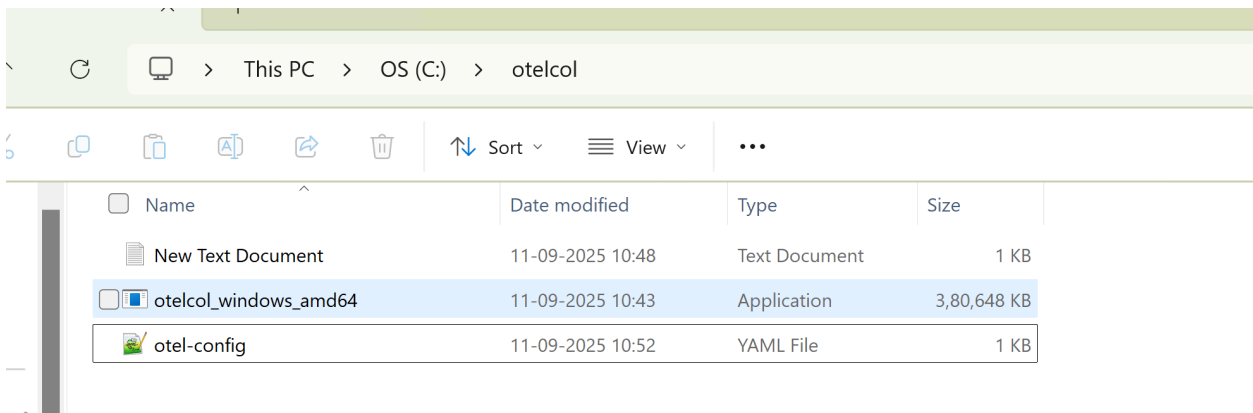 This PC > OS (C:) > otelcol
Sort View
Name Date modified Type Size
New Text Document 11-09-2025 10:48 Text Document 1 KB
otelcol_windows_amd64 11-09-2025 10:43 Application 3,80,648 KB
otel-config 11-09-2025 10:52 YAML File 1 KB